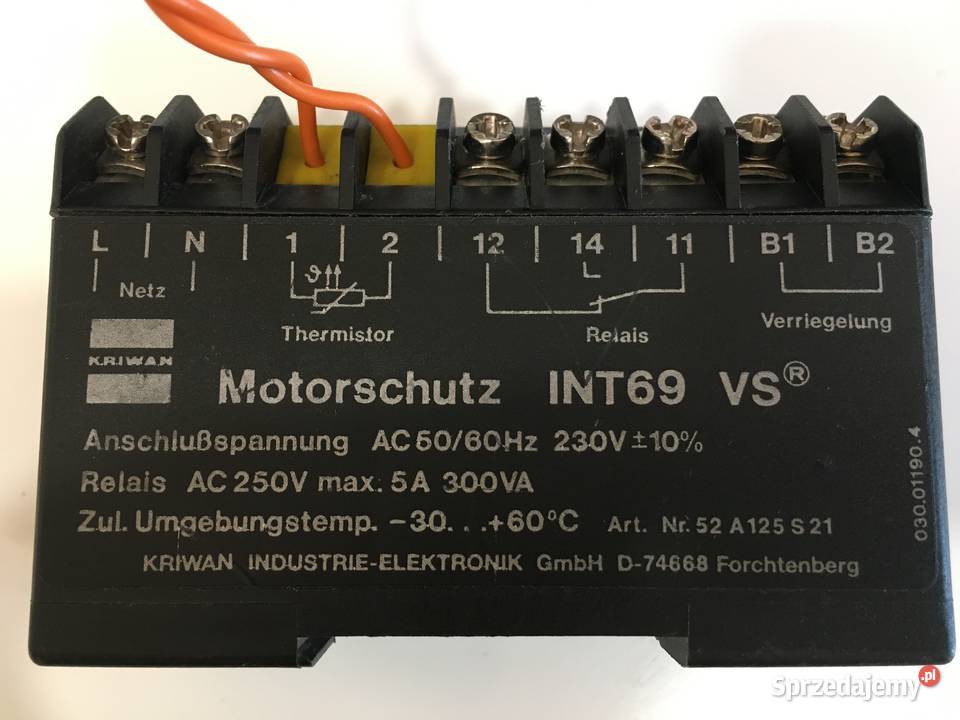 L | N | 1 | 2 | 12 | 14 | 11 | B1 | B2
Netz
ϑ
Thermistor
Relais
Verriegelung
KRIWAN
Motorschutz INT69 VS®
Anschlußspannung AC 50/60Hz 230V ±10%
Relais AC 250V max. 5A 300VA
Zul. Umgebungstemp. -30...+60°C Art. Nr. 52 A 125 S 21
KRIWAN INDUSTRIE-ELEKTRONIK GmbH D-74668 Forchtenberg
030.01190.4
Sprzedajemy.pl